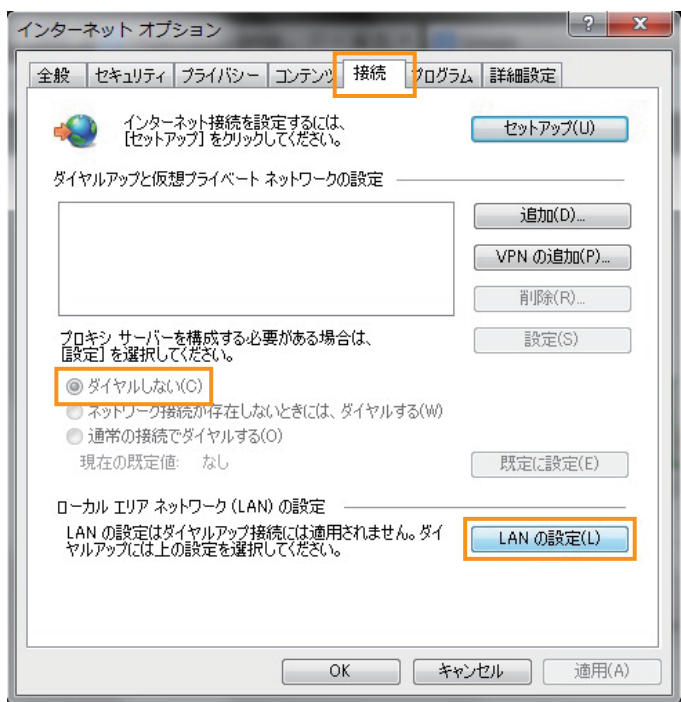 インターネット オプション
? X
全般 セキュリティ プライバシー コンテンツ 接続 プログラム 詳細設定
インターネット接続を設定するには、
[セットアップ] をクリックしてください。
セットアップ(U)
ダイヤルアップと仮想プライベート ネットワークの設定
追加(D)...
VPN の追加(P)...
削除(R)...
プロキシ サーバーを構成する必要がある場合は、
[設定] を選択してください。
設定(S)
ダイヤルしない(C)
ネットワーク接続が存在しないときには、ダイヤルする(W)
通常の接続でダイヤルする(O)
現在の既定値: なし
既定に設定(E)
ローカル エリア ネットワーク (LAN) の設定
LAN の設定はダイヤルアップ接続には適用されません。ダイ
ヤルアップには上の設定を選択してください。
LAN の設定(L)
OK キャンセル 適用(A)